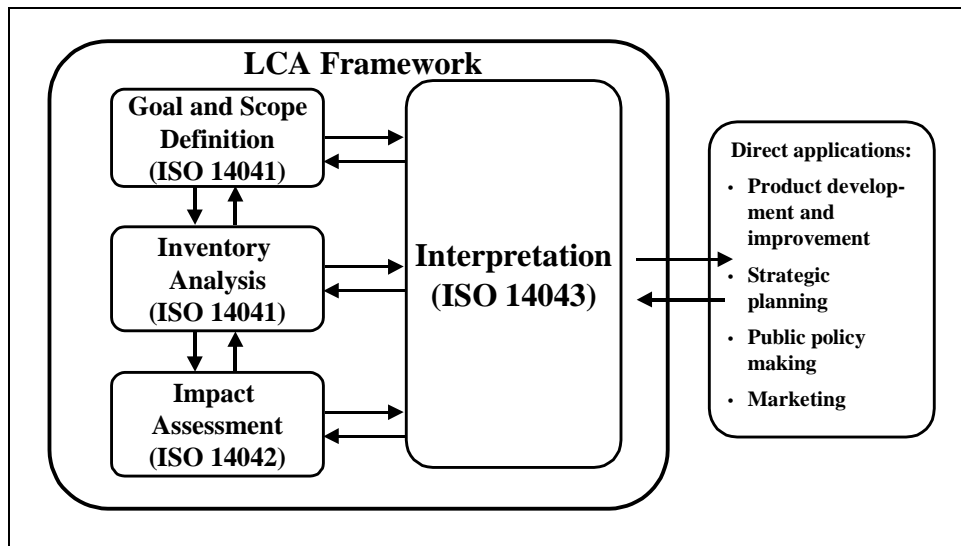 LCA Framework
Goal and Scope
Definition
(ISO 14041)
Inventory
Analysis
(ISO 14041)
Impact
Assessment
(ISO 14042)
Interpretation
(ISO 14043)
Direct applications:
• Product develop-
ment and
improvement
• Strategic
planning
• Public policy
making
• Marketing